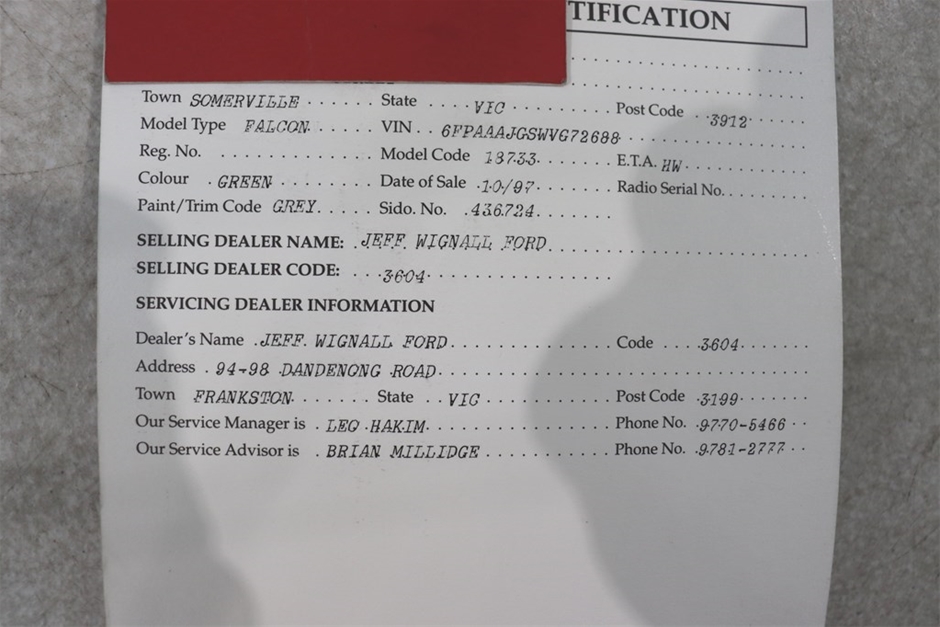 TIFICATION
Town SOMERVILLE State VIC Post Code 3912
Model Type FALCON VIN 6FPAAAJGSWVG72688
Reg. No. Model Code 18733 E.T.A. HW
Colour GREEN Date of Sale 10/97 Radio Serial No.
Paint/Trim Code GREY Sido. No. 436724
SELLING DEALER NAME: JEFF WIGNALL FORD
SELLING DEALER CODE: 3604
SERVICING DEALER INFORMATION
Dealer's Name JEFF WIGNALL FORD Code 3604
Address 94-98 DANDENONG ROAD
Town FRANKSTON State VIC Post Code 3199
Our Service Manager is LEO HAKIM Phone No. 9770-5466
Our Service Advisor is BRIAN MILLIDGE Phone No. 9781-2777